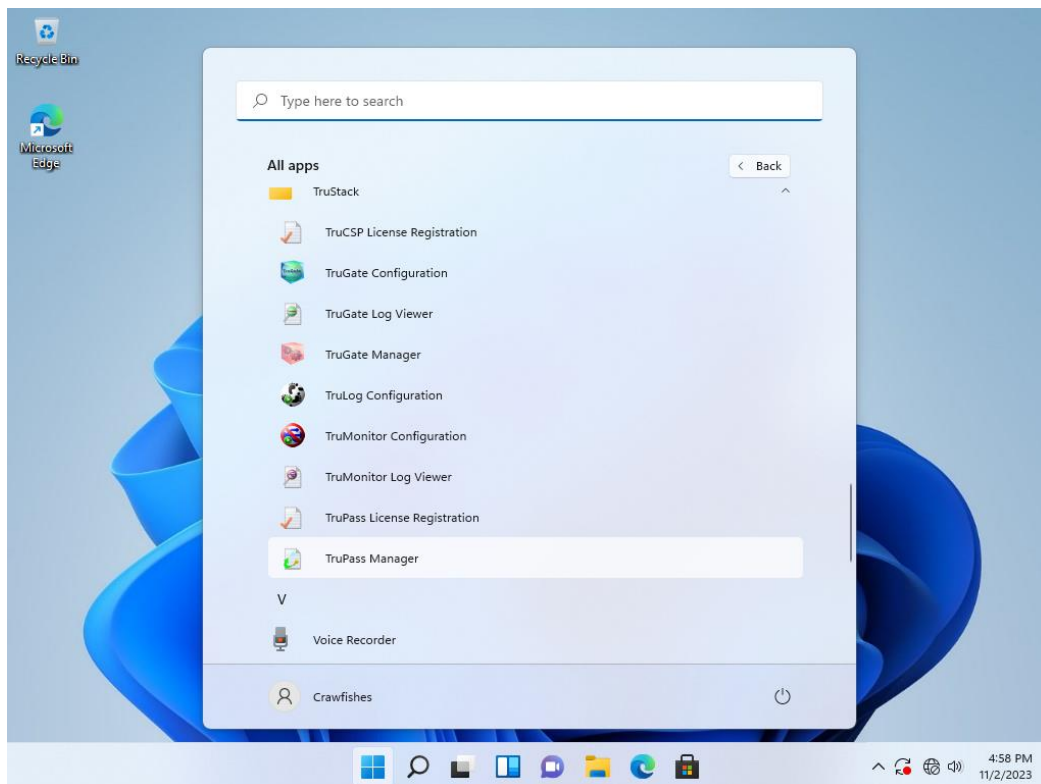 Recycle Bin
Microsoft
Edge
Type here to search
All apps
Back
TruStack
TruCSP License Registration
TruGate Configuration
TruGate Log Viewer
TruGate Manager
TruLog Configuration
TruMonitor Configuration
TruMonitor Log Viewer
TruPass License Registration
TruPass Manager
V
Voice Recorder
Crawfishes
4:58 PM
11/2/2023